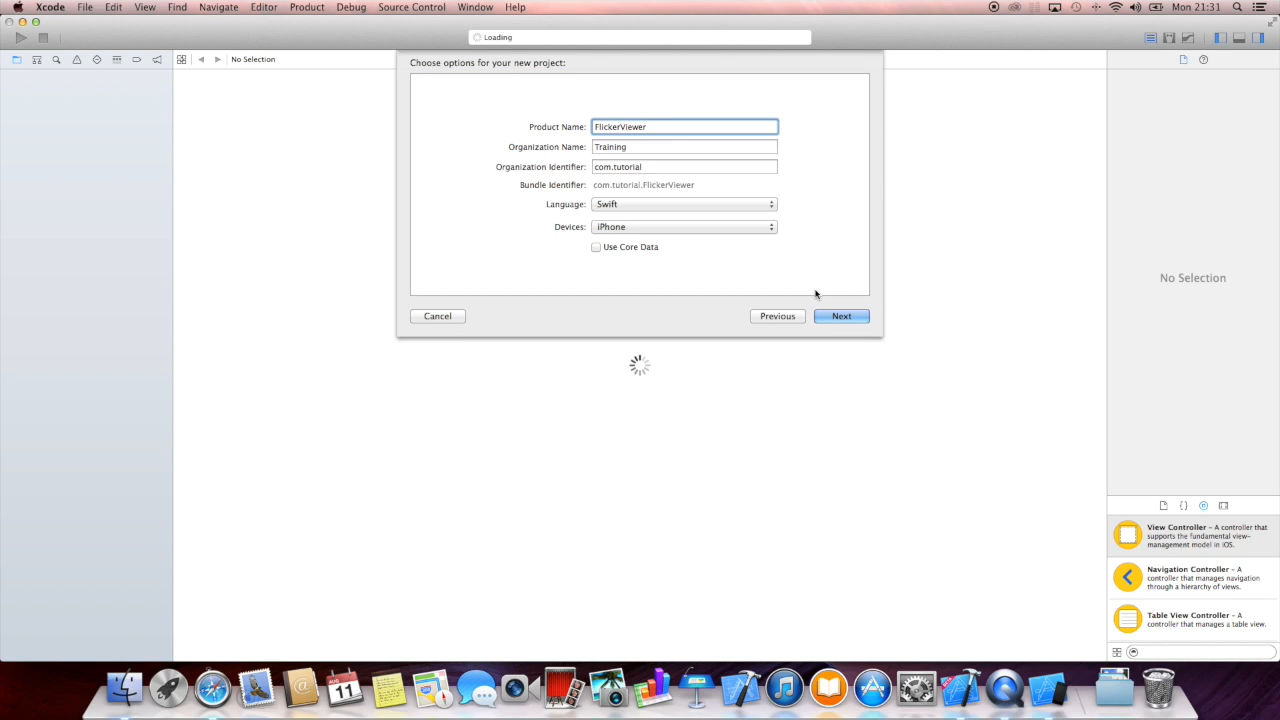 Xcode File Edit View Find Navigate Editor Product Debug Source Control Window Help Mon 21:31
Loading
No Selection
Choose options for your new project:
Product Name: FlickerViewer
Organization Name: Training
Organization Identifier: com.tutorial
Bundle Identifier: com.tutorial.FlickerViewer
Language: Swift
Devices: iPhone
Use Core Data
Cancel Previous Next
No Selection
View Controller - A controller that
supports the fundamental view-
management model in iOS.
Navigation Controller - A
controller that manages navigation
through a hierarchy of views.
Table View Controller - A
controller that manages a table view.
AUG
11